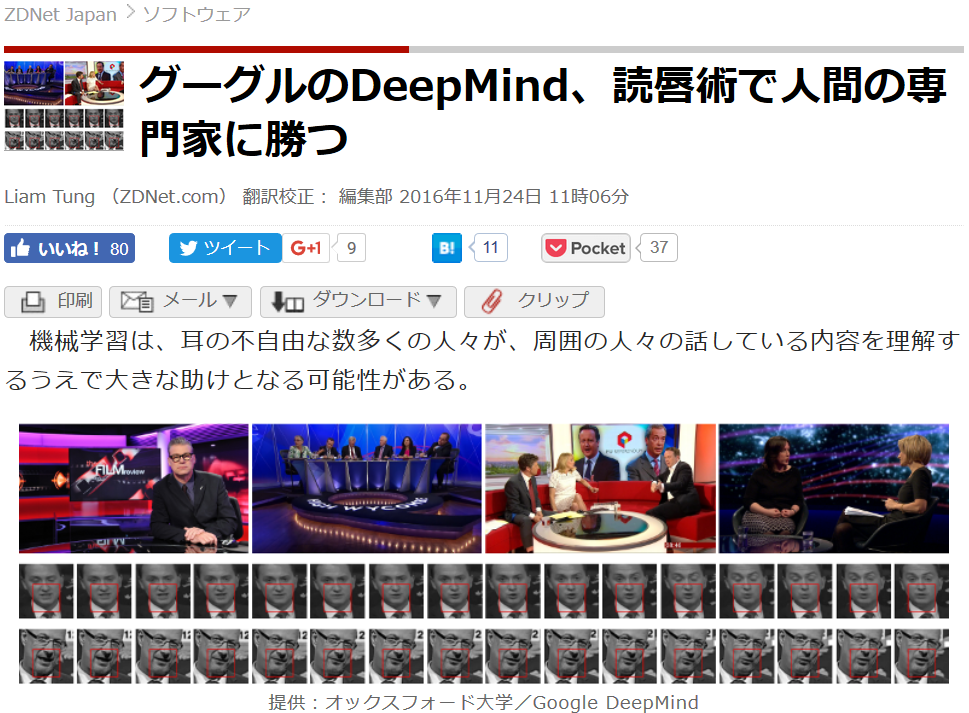 ZDNet Japan > ソフトウェア
グーグルのDeepMind、読唇術で人間の専
門家に勝つ
Liam Tung （ZDNet.com） 翻訳校正： 編集部 2016年11月24日 11時06分
いいね！ 80 ツイート G+1 9 B! 11 Pocket 37
印刷 メール▼ ダウンロード▼ クリップ
機械学習は、耳の不自由な数多くの人々が、周囲の人々の話している内容を理解す
るうえで大きな助けとなる可能性がある。
the FILM review
提供：オックスフォード大学／Google DeepMind